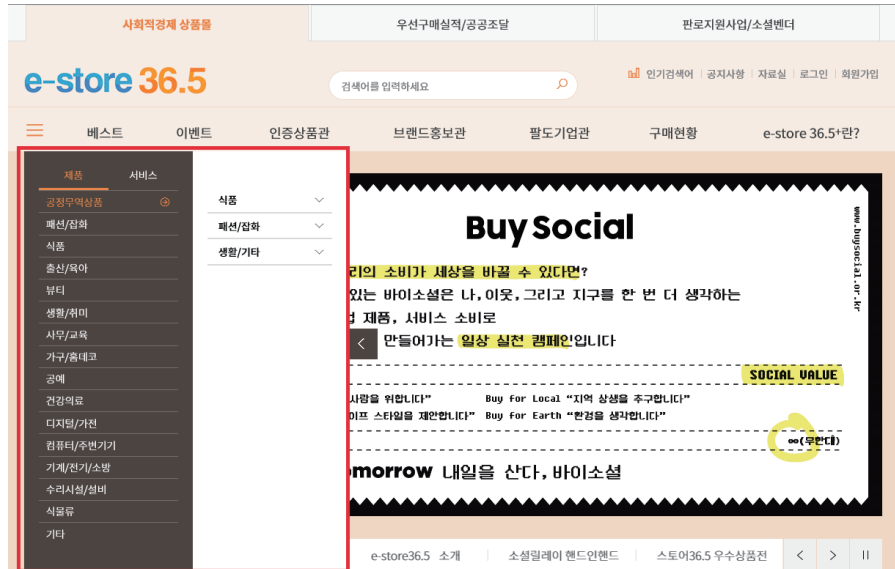 사회적경제 상품몰
우선구매실적/공공조달
판로지원사업/소셜벤더
e-store 36.5
검색어를 입력하세요
인기검색어 공지사항 자료실 로그인 회원가입
베스트 이벤트 인증상품관 브랜드홍보관 팔도기업관 구매현황 e-store 36.5+란?
제품 서비스
공정무역상품
패션/잡화
식품
출산/육아
뷰티
생활/취미
사무/교육
가구/홈데코
공예
건강의료
디지털/가전
컴퓨터/주변기기
기계/전기/소방
수리시설/설비
식물류
기타
식품
패션/잡화
생활/기타
Buy Social
www.buysocial.or.kr
리의 소비가 세상을 바꿀 수 있다면?
있는 바이소셜은 나,이웃,그리고 지구를 한 번 더 생각하는
제품, 서비스 소비로
만들어가는 일상 실천 캠페인입니다
SOCIAL VALUE
사람을 위합니다" Buy for Local "지역 상생을 추구합니다"
이프 스타일을 제안합니다" Buy for Earth "환경을 생각합니다"
∞(무한대)
omorrow 내일을 산다,바이소셜
e-store36.5 소개
소셜릴레이 핸드인핸드
스토어36.5 우수상품전